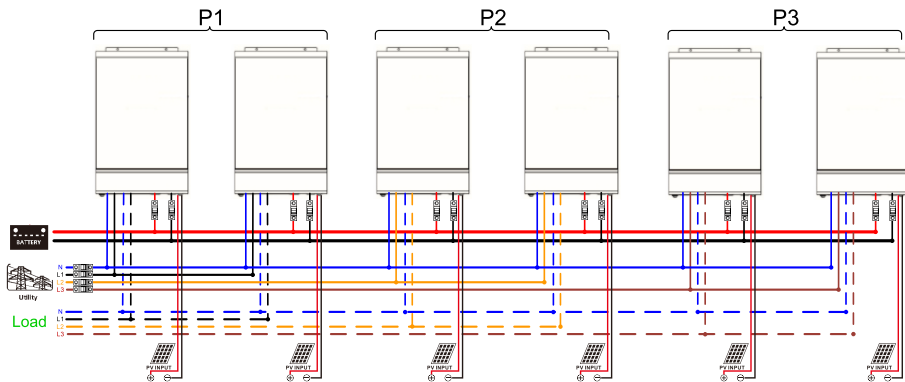 P1 P2 P3
BATTERY
N
L1
L2
L3
Utility
Load
N
L1
L2
L3
PV INPUT PV INPUT PV INPUT PV INPUT PV INPUT PV INPUT